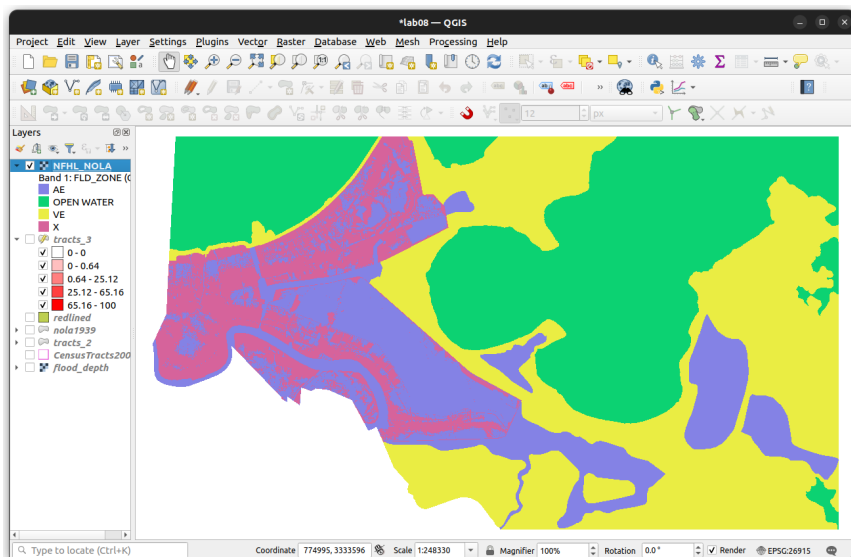 *lab08 — QGIS
Project Edit View Layer Settings Plugins Vector Raster Database Web Mesh Processing Help
12 px
Layers
NFHL_NOLA
Band 1: FLD_ZONE (
AE
OPEN WATER
VE
X
tracts_3
0 - 0
0 - 0.64
0.64 - 25.12
25.12 - 65.16
65.16 - 100
redlined
nola1939
tracts_2
CensusTracts200
flood_depth
Type to locate (Ctrl+K) Coordinate 774995, 3333596 Scale 1:248330 Magnifier 100% Rotation 0.0 ° Render EPSG:26915